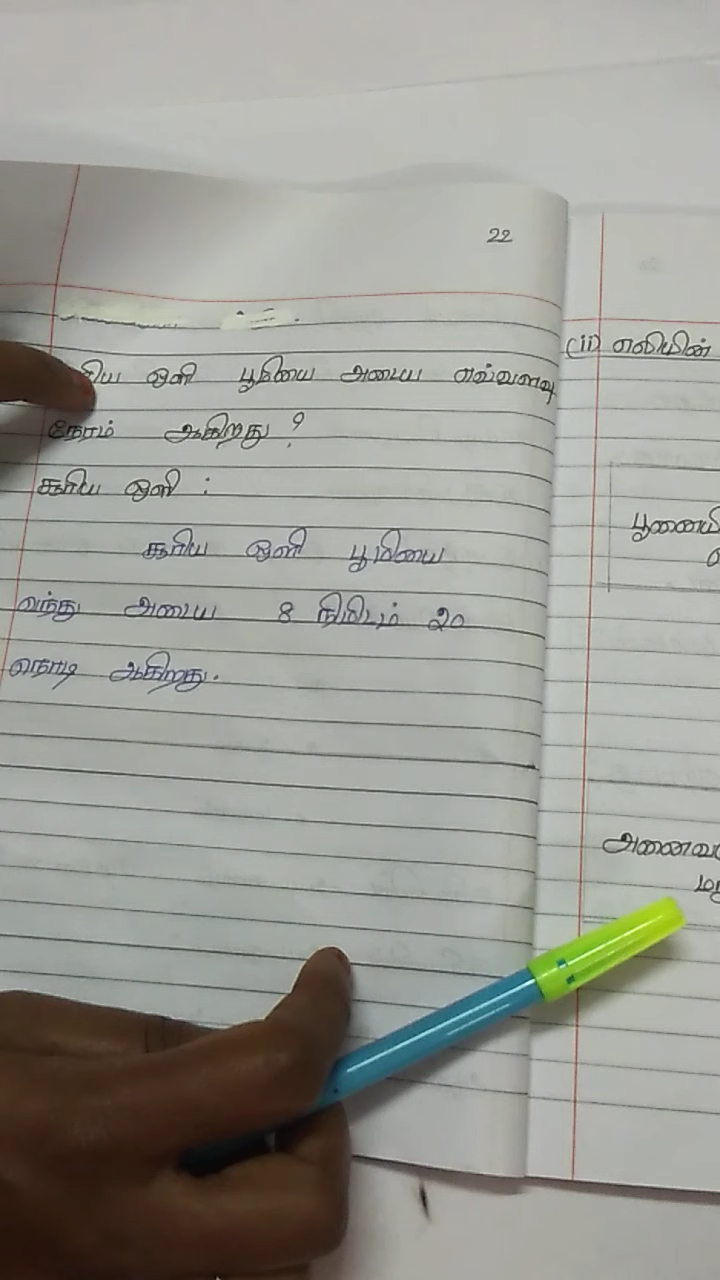 22
ரிய ஒளி பூமியை அடைய எவ்வளவு
நேரம் ஆகிறது ?
சூரிய ஒளி :
சூரிய ஒளி பூமியை
வந்து அடைய 8 நிமிடம் 20
நொடி ஆகிறது.
(ii) எலியின்
பூனையி
அனைவ